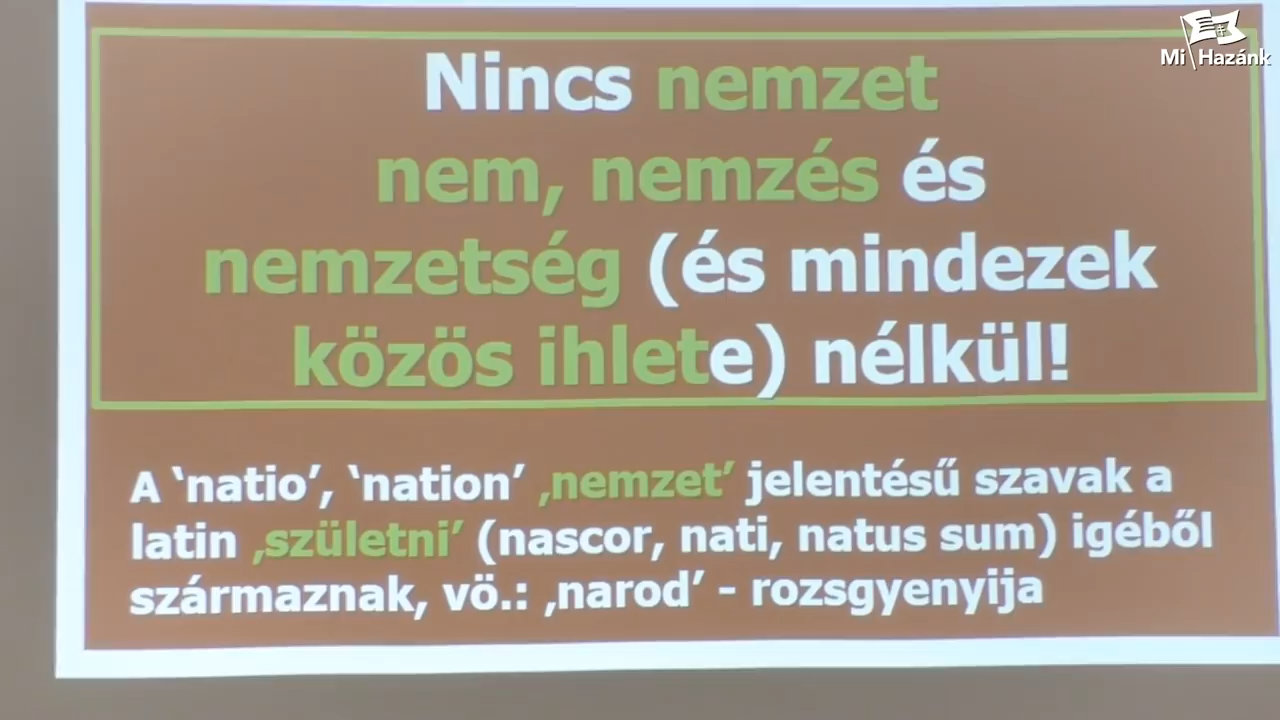 Mi Hazánk
Nincs nemzet
nem, nemzés és
nemzetség (és mindezek
közös ihlete) nélkül!
A ‘natio’, ‘nation’ ‚nemzet’ jelentésű szavak a
latin ‚születni’ (nascor, nati, natus sum) igéből
származnak, vö.: ‚narod’ - rozsgyenyija